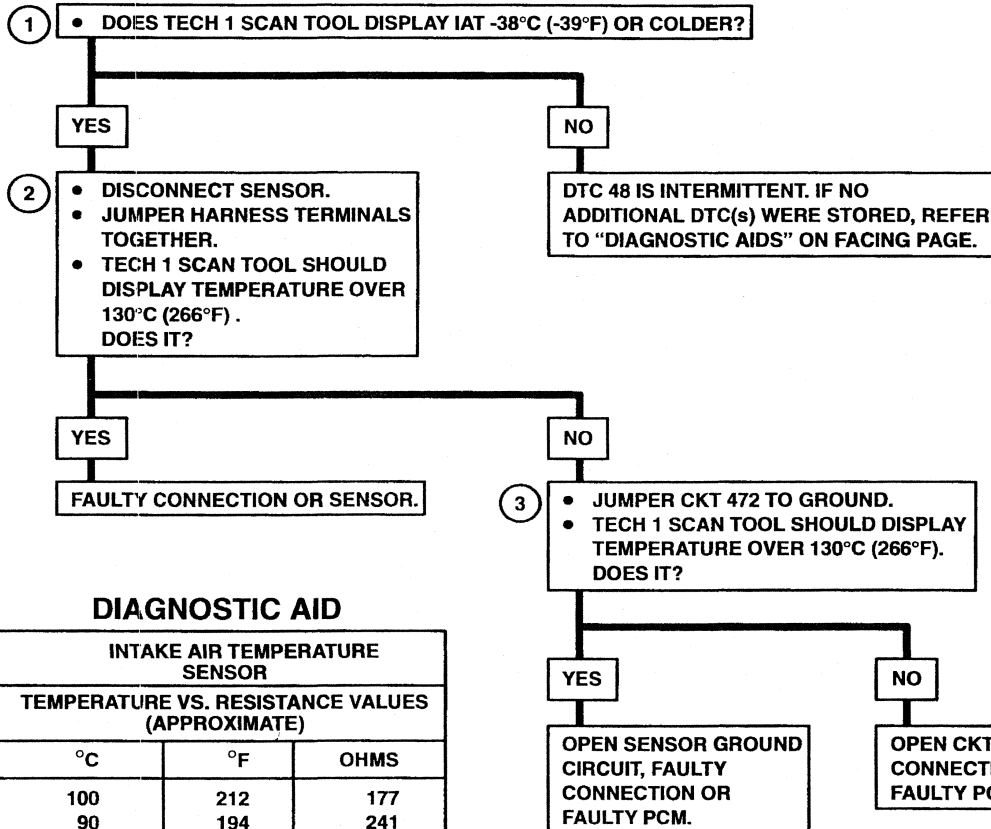 1
• DOES TECH 1 SCAN TOOL DISPLAY IAT -38°C (-39°F) OR COLDER?
YES
NO
2
• DISCONNECT SENSOR.
• JUMPER HARNESS TERMINALS
TOGETHER.
• TECH 1 SCAN TOOL SHOULD
DISPLAY TEMPERATURE OVER
130°C (266°F) .
DOES IT?
DTC 48 IS INTERMITTENT. IF NO
ADDITIONAL DTC(s) WERE STORED, REFER
TO “DIAGNOSTIC AIDS” ON FACING PAGE.
YES
NO
FAULTY CONNECTION OR SENSOR.
3
• JUMPER CKT 472 TO GROUND.
• TECH 1 SCAN TOOL SHOULD DISPLAY
TEMPERATURE OVER 130°C (266°F).
DOES IT?
DIAGNOSTIC AID
INTAKE AIR TEMPERATURE
SENSOR
TEMPERATURE VS. RESISTANCE VALUES
(APPROXIMATE)
°C °F OHMS
100 212 177
90 194 241
YES
NO
OPEN SENSOR GROUND
CIRCUIT, FAULTY
CONNECTION OR
FAULTY PCM.
OPEN CKT